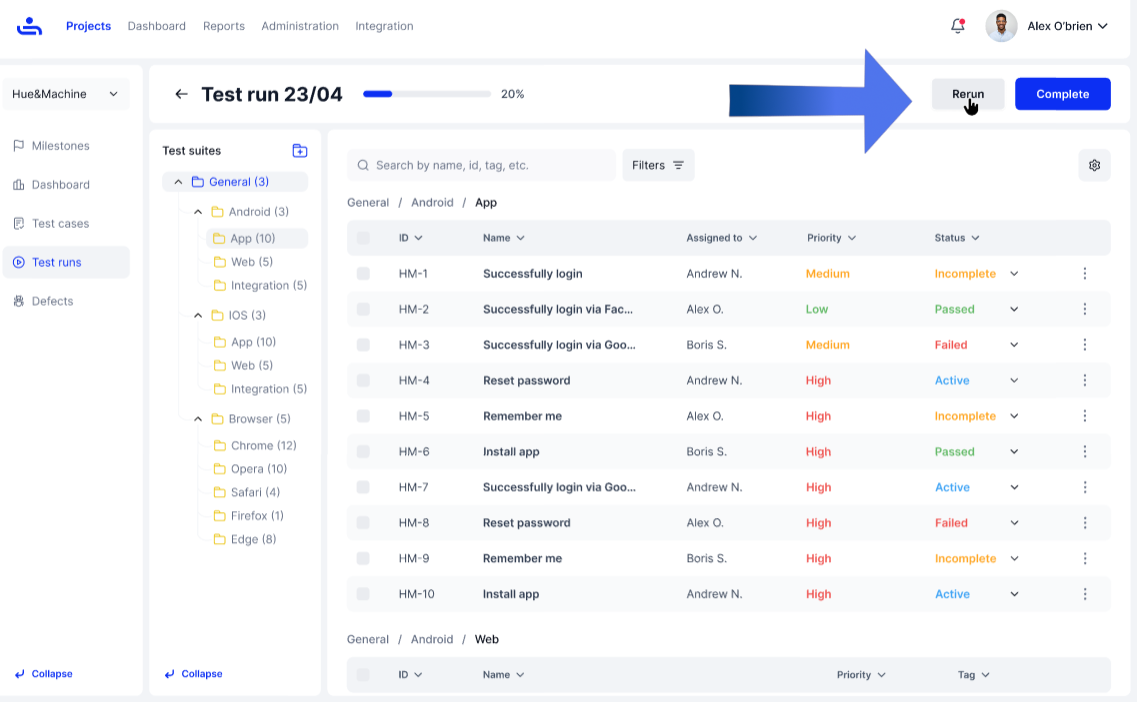 Projects Dashboard Reports Administration Integration Alex O'brien
Hue&Machine
Test run 23/04 20% Rerun Complete
Milestones
Dashboard
Test cases
Test runs
Defects
Collapse
Test suites
General (3)
Android (3)
App (10)
Web (5)
Integration (5)
IOS (3)
App (10)
Web (5)
Integration (5)
Browser (5)
Chrome (12)
Opera (10)
Safari (4)
Firefox (1)
Edge (8)
Collapse
Search by name, id, tag, etc. Filters
General / Android / App
ID Name Assigned to Priority Status
HM-1 Successfully login Andrew N. Medium Incomplete
HM-2 Successfully login via Fac... Alex O. Low Passed
HM-3 Successfully login via Goo... Boris S. Medium Failed
HM-4 Reset password Andrew N. High Active
HM-5 Remember me Alex O. High Incomplete
HM-6 Install app Boris S. High Passed
HM-7 Successfully login via Goo... Andrew N. High Active
HM-8 Reset password Alex O. High Failed
HM-9 Remember me Boris S. High Incomplete
HM-10 Install app Andrew N. High Active
General / Android / Web
ID Name Priority Tag